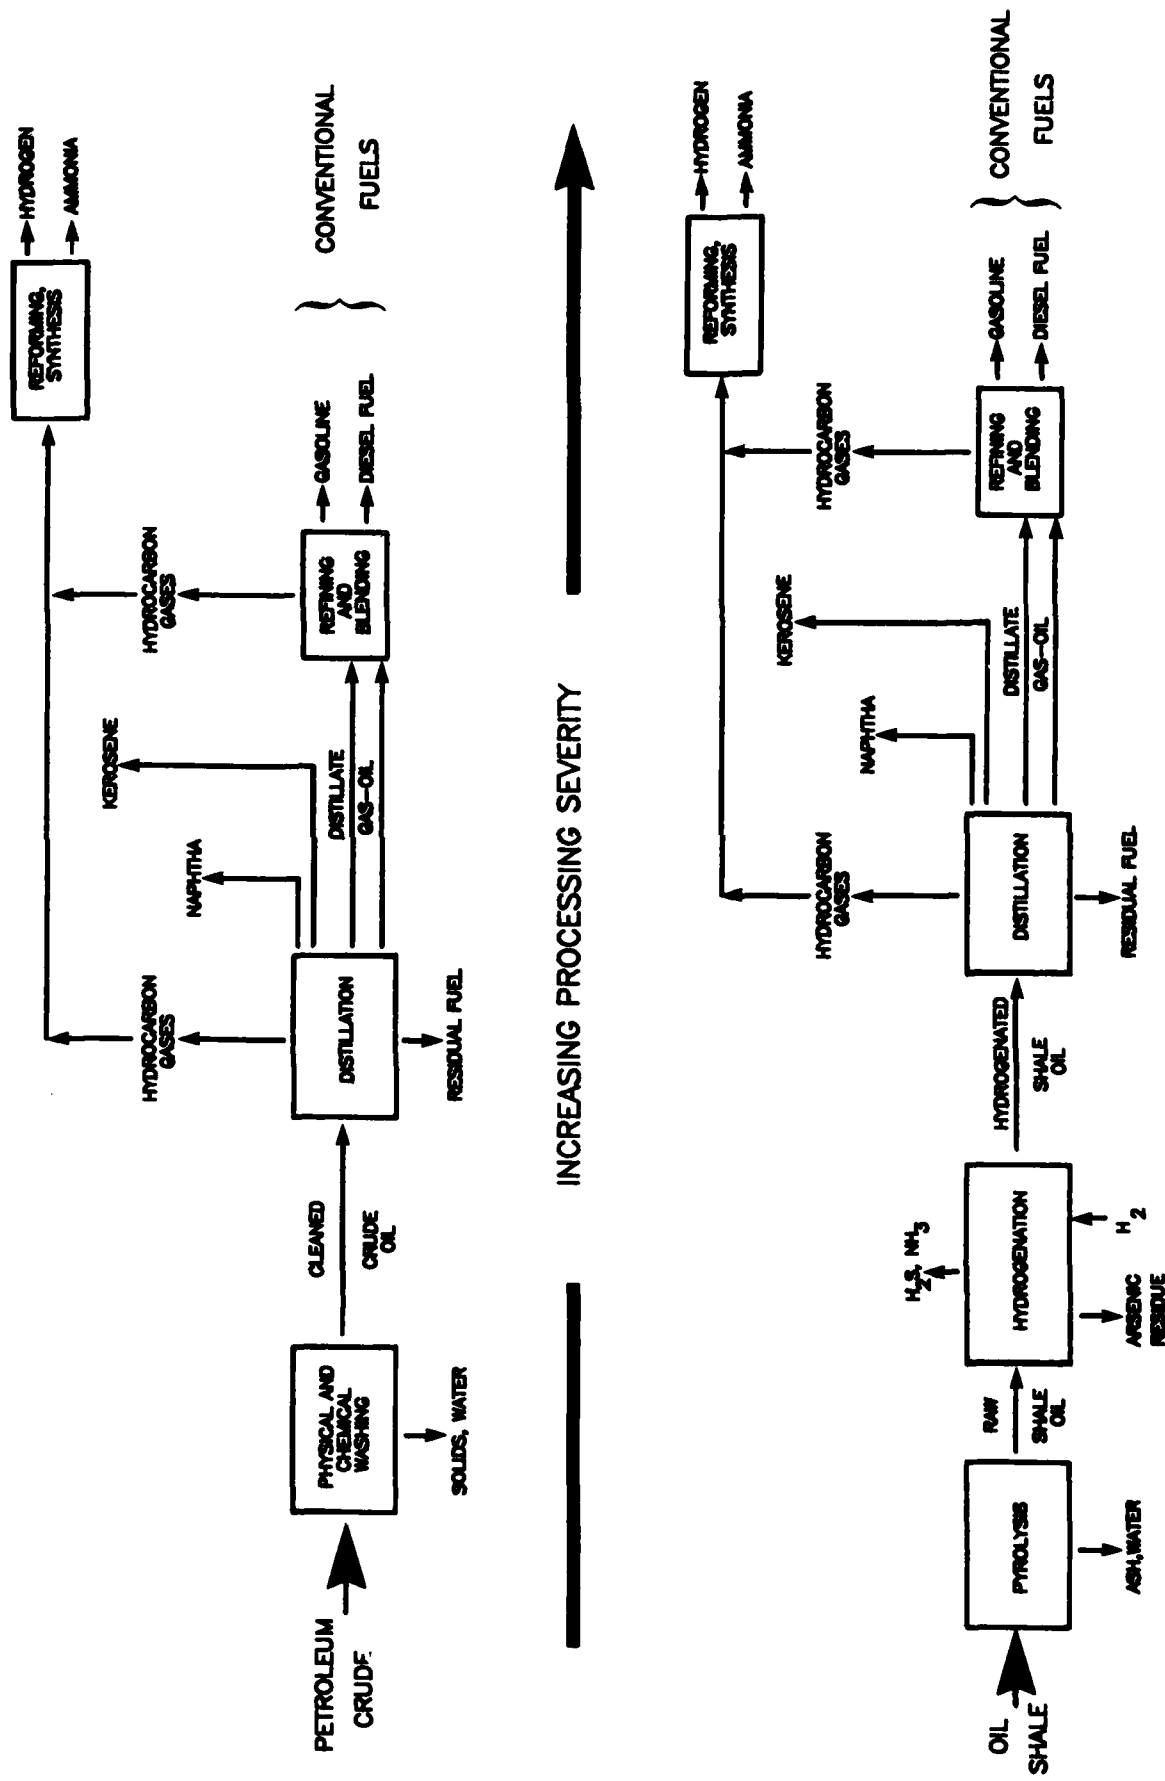 HYDROGEN
AMMONIA
REFORMING,
SYNTHESIS
HYDROCARBON
GASES
HYDROCARBON
GASES
KEROSENE
NAPHTHA
PETROLEUM
CRUDE
PHYSICAL AND
CHEMICAL
WASHING
SOLIDS, WATER
CLEANED
CRUDE
OIL
DISTILLATION
RESIDUAL FUEL
DISTILLATE
GAS-OIL
REFINING
AND
BLENDING
GASOLINE
DIESEL FUEL
CONVENTIONAL
FUELS
INCREASING PROCESSING SEVERITY
HYDROGEN
AMMONIA
REFORMING,
SYNTHESIS
HYDROCARBON
GASES
HYDROCARBON
GASES
KEROSENE
NAPHTHA
OIL
SHALE
PYROLYSIS
ASH,WATER
RAW
SHALE
OIL
H2S, NH3
HYDROGENATION
ARSENIC
RESIDUE
H2
HYDROGENATED
SHALE
OIL
DISTILLATION
RESIDUAL FUEL
DISTILLATE
GAS-OIL
REFINING
AND
BLENDING
GASOLINE
DIESEL FUEL
CONVENTIONAL
FUELS